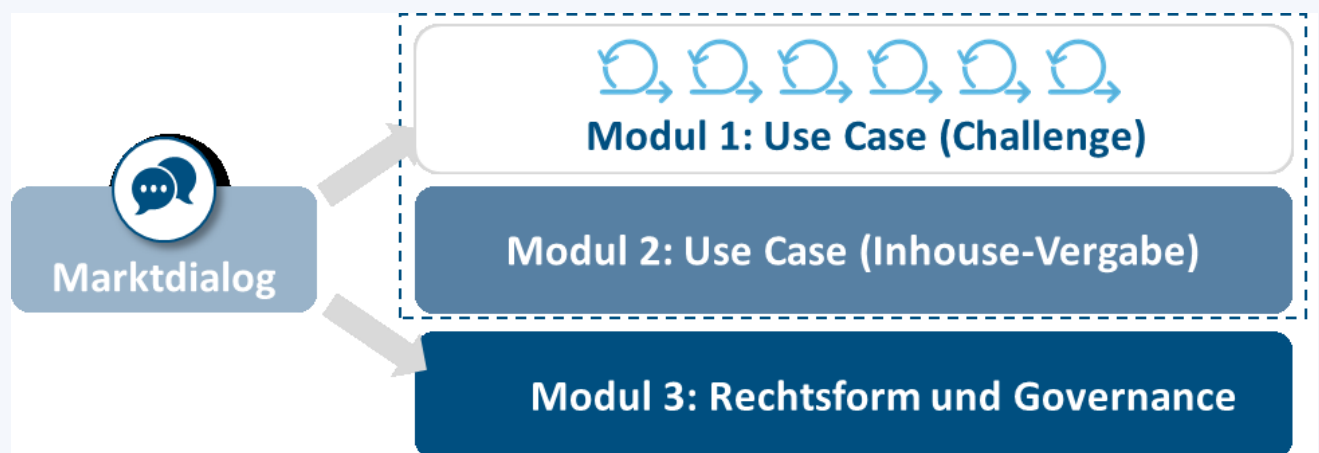 Modul 1: Use Case (Challenge)
Marktdialog
Modul 2: Use Case (Inhouse-Vergabe)
Modul 3: Rechtsform und Governance